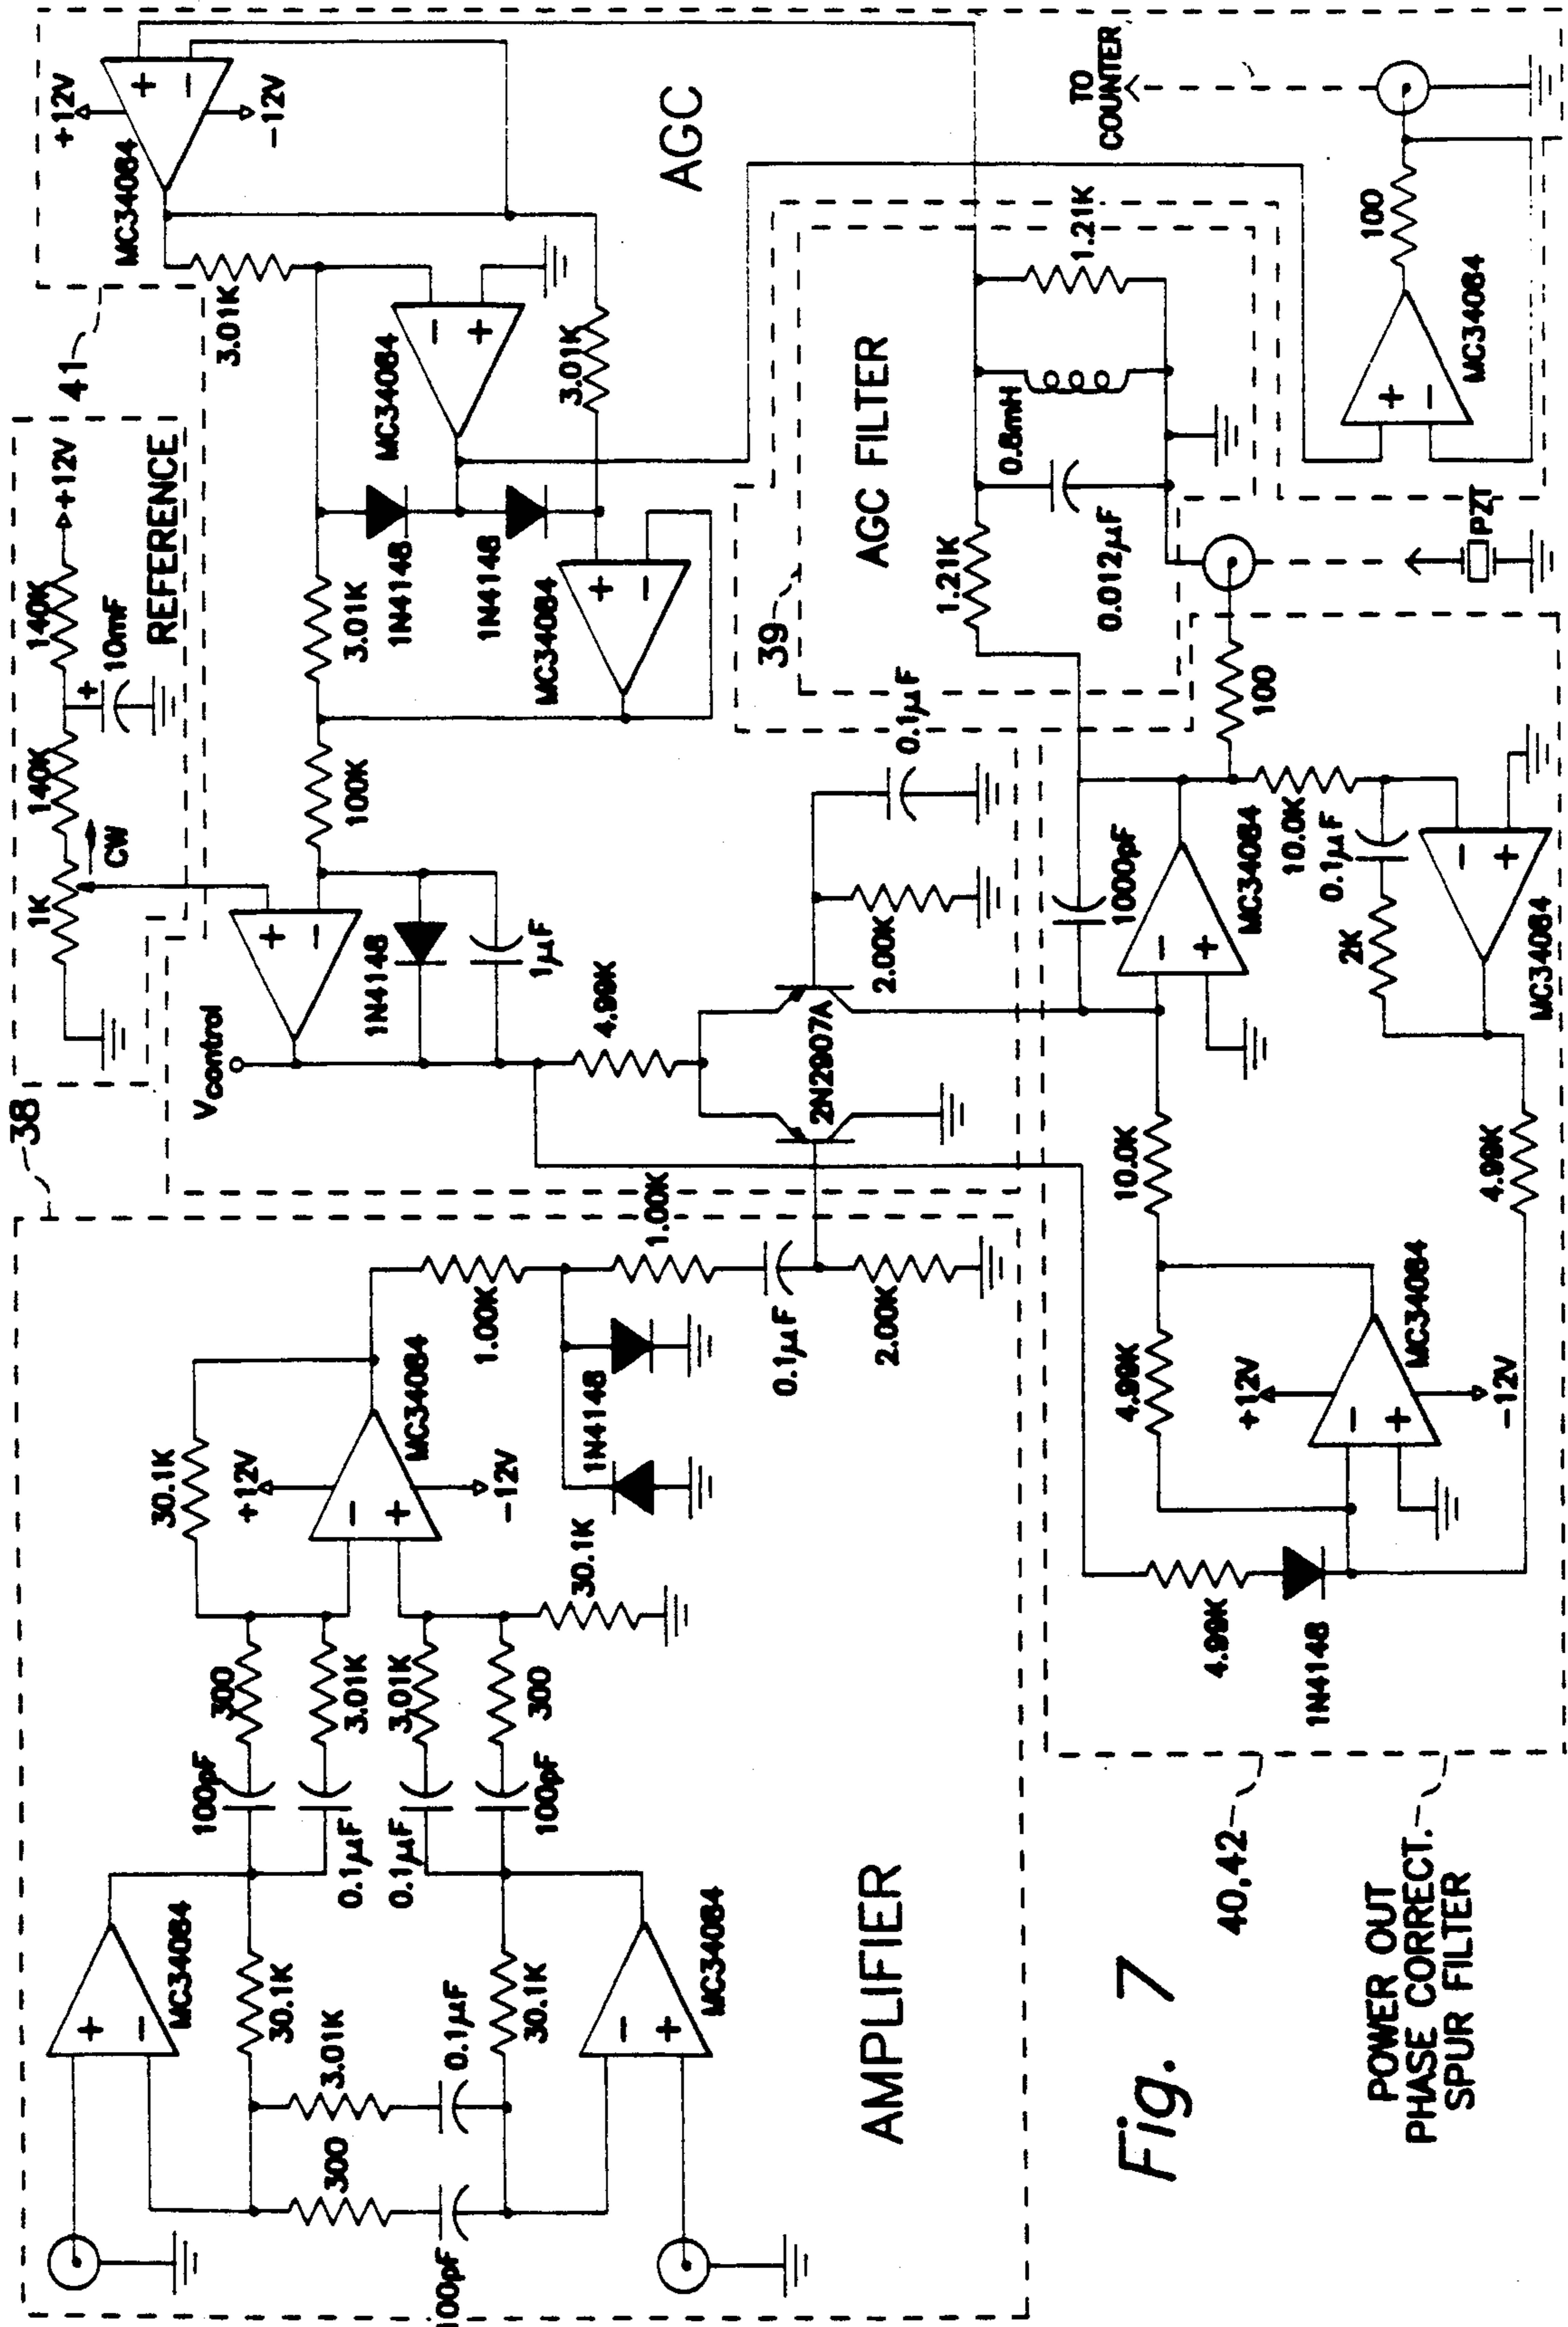 38
1K
140K
140K
+12V
CW
+
10mF
REFERENCE
41
+12V
+
−
-12V
MC34084
3.01K
AGC
Vcontrol
+
−
1N4148
1µF
100K
3.01K
1N4148
1N4148
−
+
MC34084
3.01K
+
−
MC34084
4.99K
2N2907A
2.00K
0.1µF
39
AGC FILTER
1.21K
0.8mH
1.21K
0.012µF
TO
COUNTER
100
+
−
MC34084
PZT
100
1000pF
−
+
MC34084
10.0K
0.1µF
2K
−
+
MC34084
10.0K
4.99K
4.99K
MC34084
+12V
−
+
-12V
4.99K
1N4148
40,42
POWER OUT
PHASE CORRECT.
SPUR FILTER
+
−
MC34084
30.1K
3.01K
0.1µF
300
100pF
30.1K
−
+
MC34084
100pF
300
0.1µF
3.01K
0.1µF
3.01K
100pF
300
30.1K
+12V
−
+
-12V
MC34084
30.1K
1N4148
1.00K
1.00K
0.1µF
2.00K
AMPLIFIER
Fig. 7